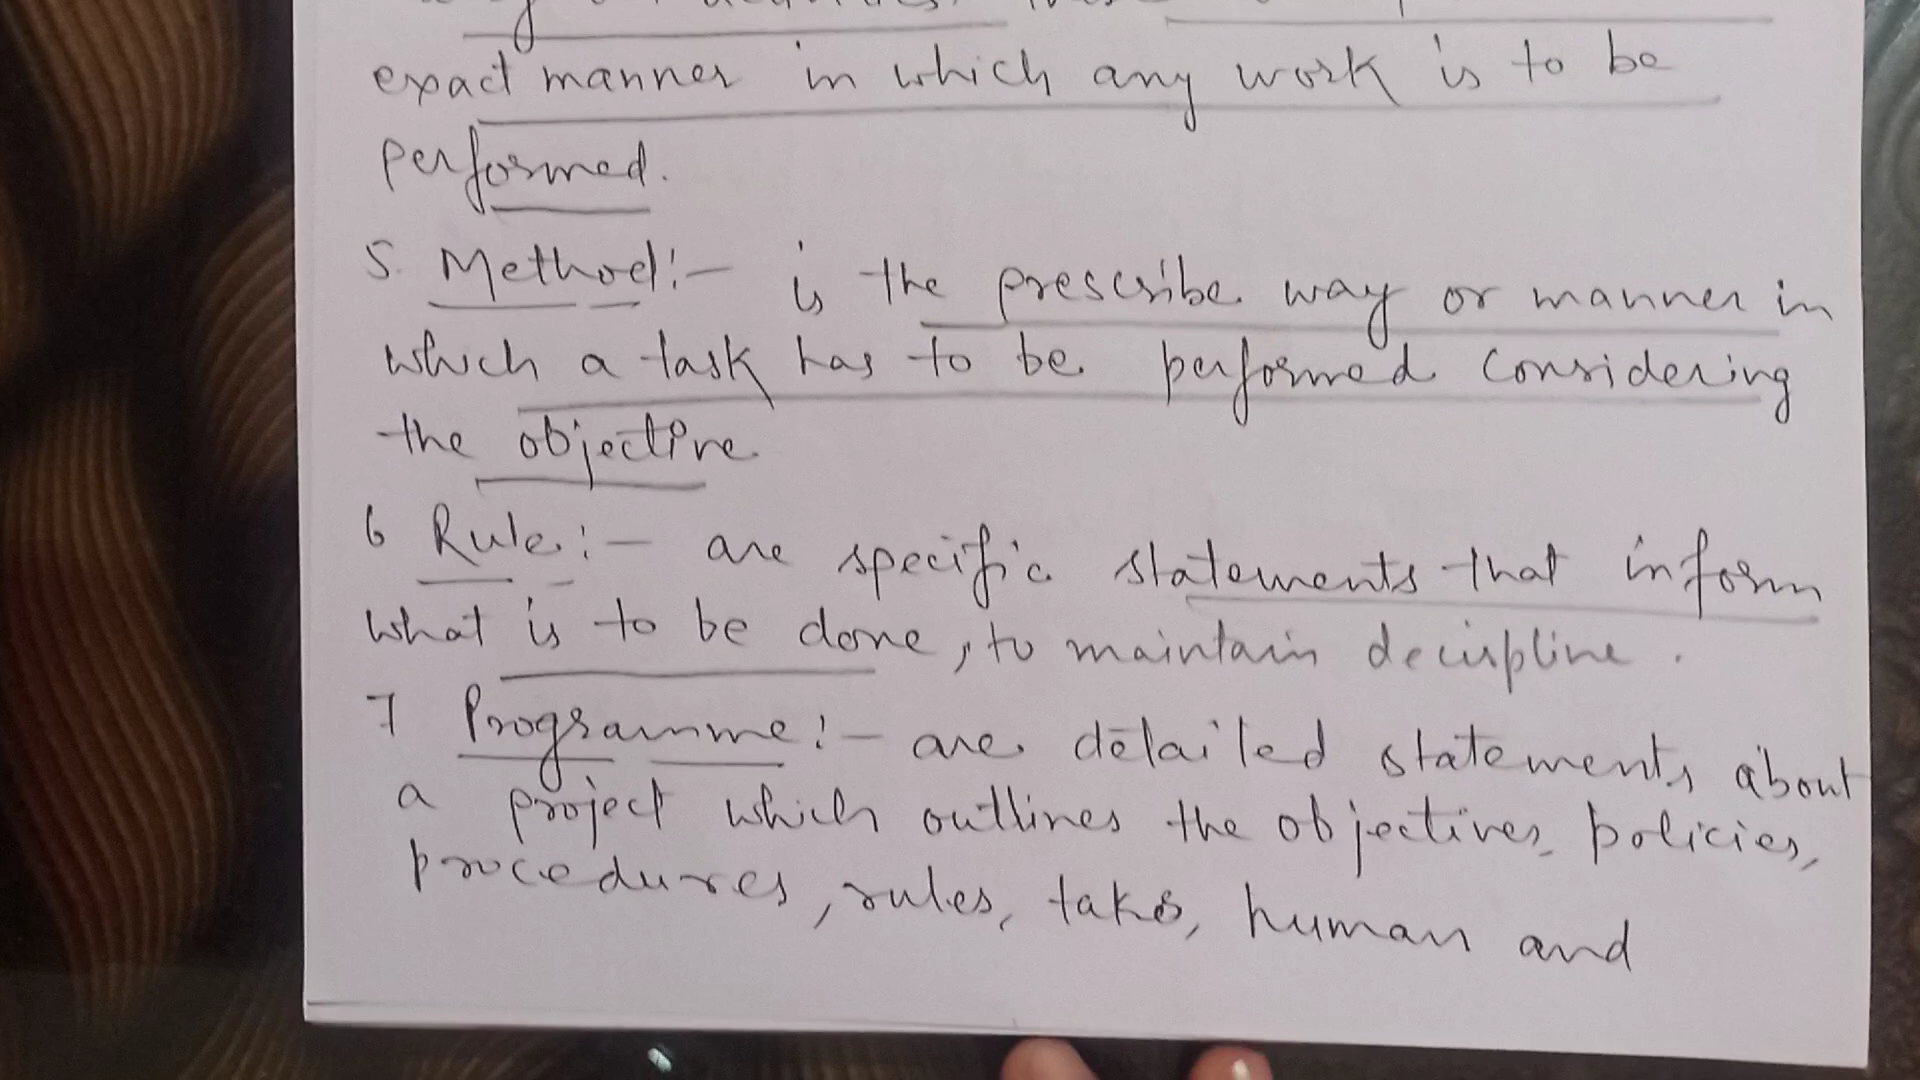 exact manner in which any work is to be
performed.
5. Method:- is the prescribe way or manner in
which a task has to be performed considering
the objective
6 Rule:- are specific statements that inform
what is to be done, to maintain decispline.
7 Programme:- are detailed statements about
a project which outlines the objectives, policies,
procedures, rules, taks, human and